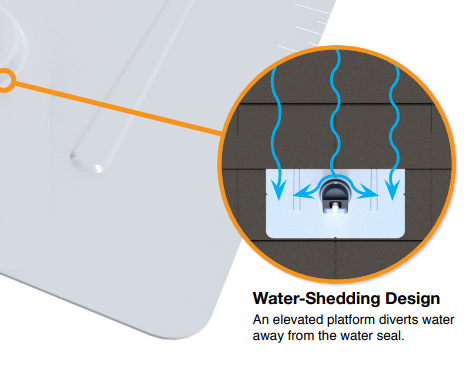 Water-Shedding Design
An elevated platform diverts water
away from the water seal.